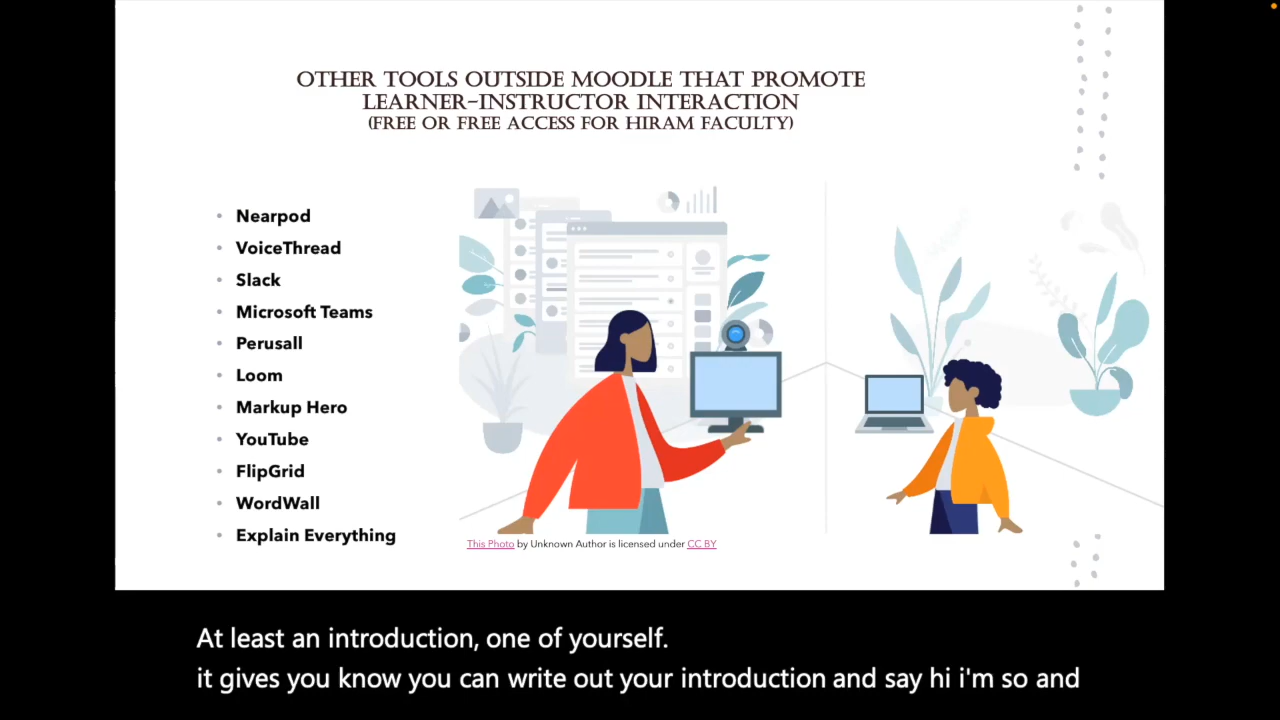 OTHER TOOLS OUTSIDE MOODLE THAT PROMOTE
LEARNER-INSTRUCTOR INTERACTION
(FREE OR FREE ACCESS FOR HIRAM FACULTY)
• Nearpod
• VoiceThread
• Slack
• Microsoft Teams
• Perusall
• Loom
• Markup Hero
• YouTube
• FlipGrid
• WordWall
• Explain Everything
This Photo by Unknown Author is licensed under CC BY
At least an introduction, one of yourself.
it gives you know you can write out your introduction and say hi i'm so and